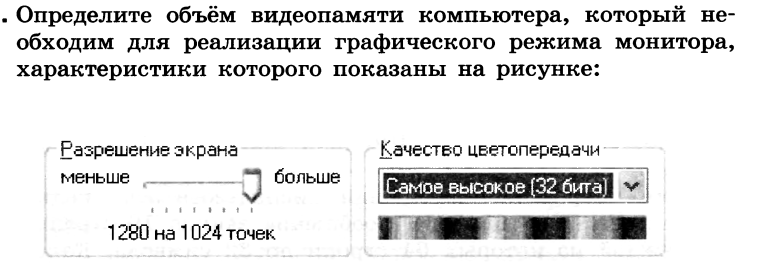 . Определите объём видеопамяти компьютера, который не-
обходим для реализации графического режима монитора,
характеристики которого показаны на рисунке:
Разрешение экрана
меньше больше
1280 на 1024 точек
Качество цветопередачи
Самое высокое (32 бита)